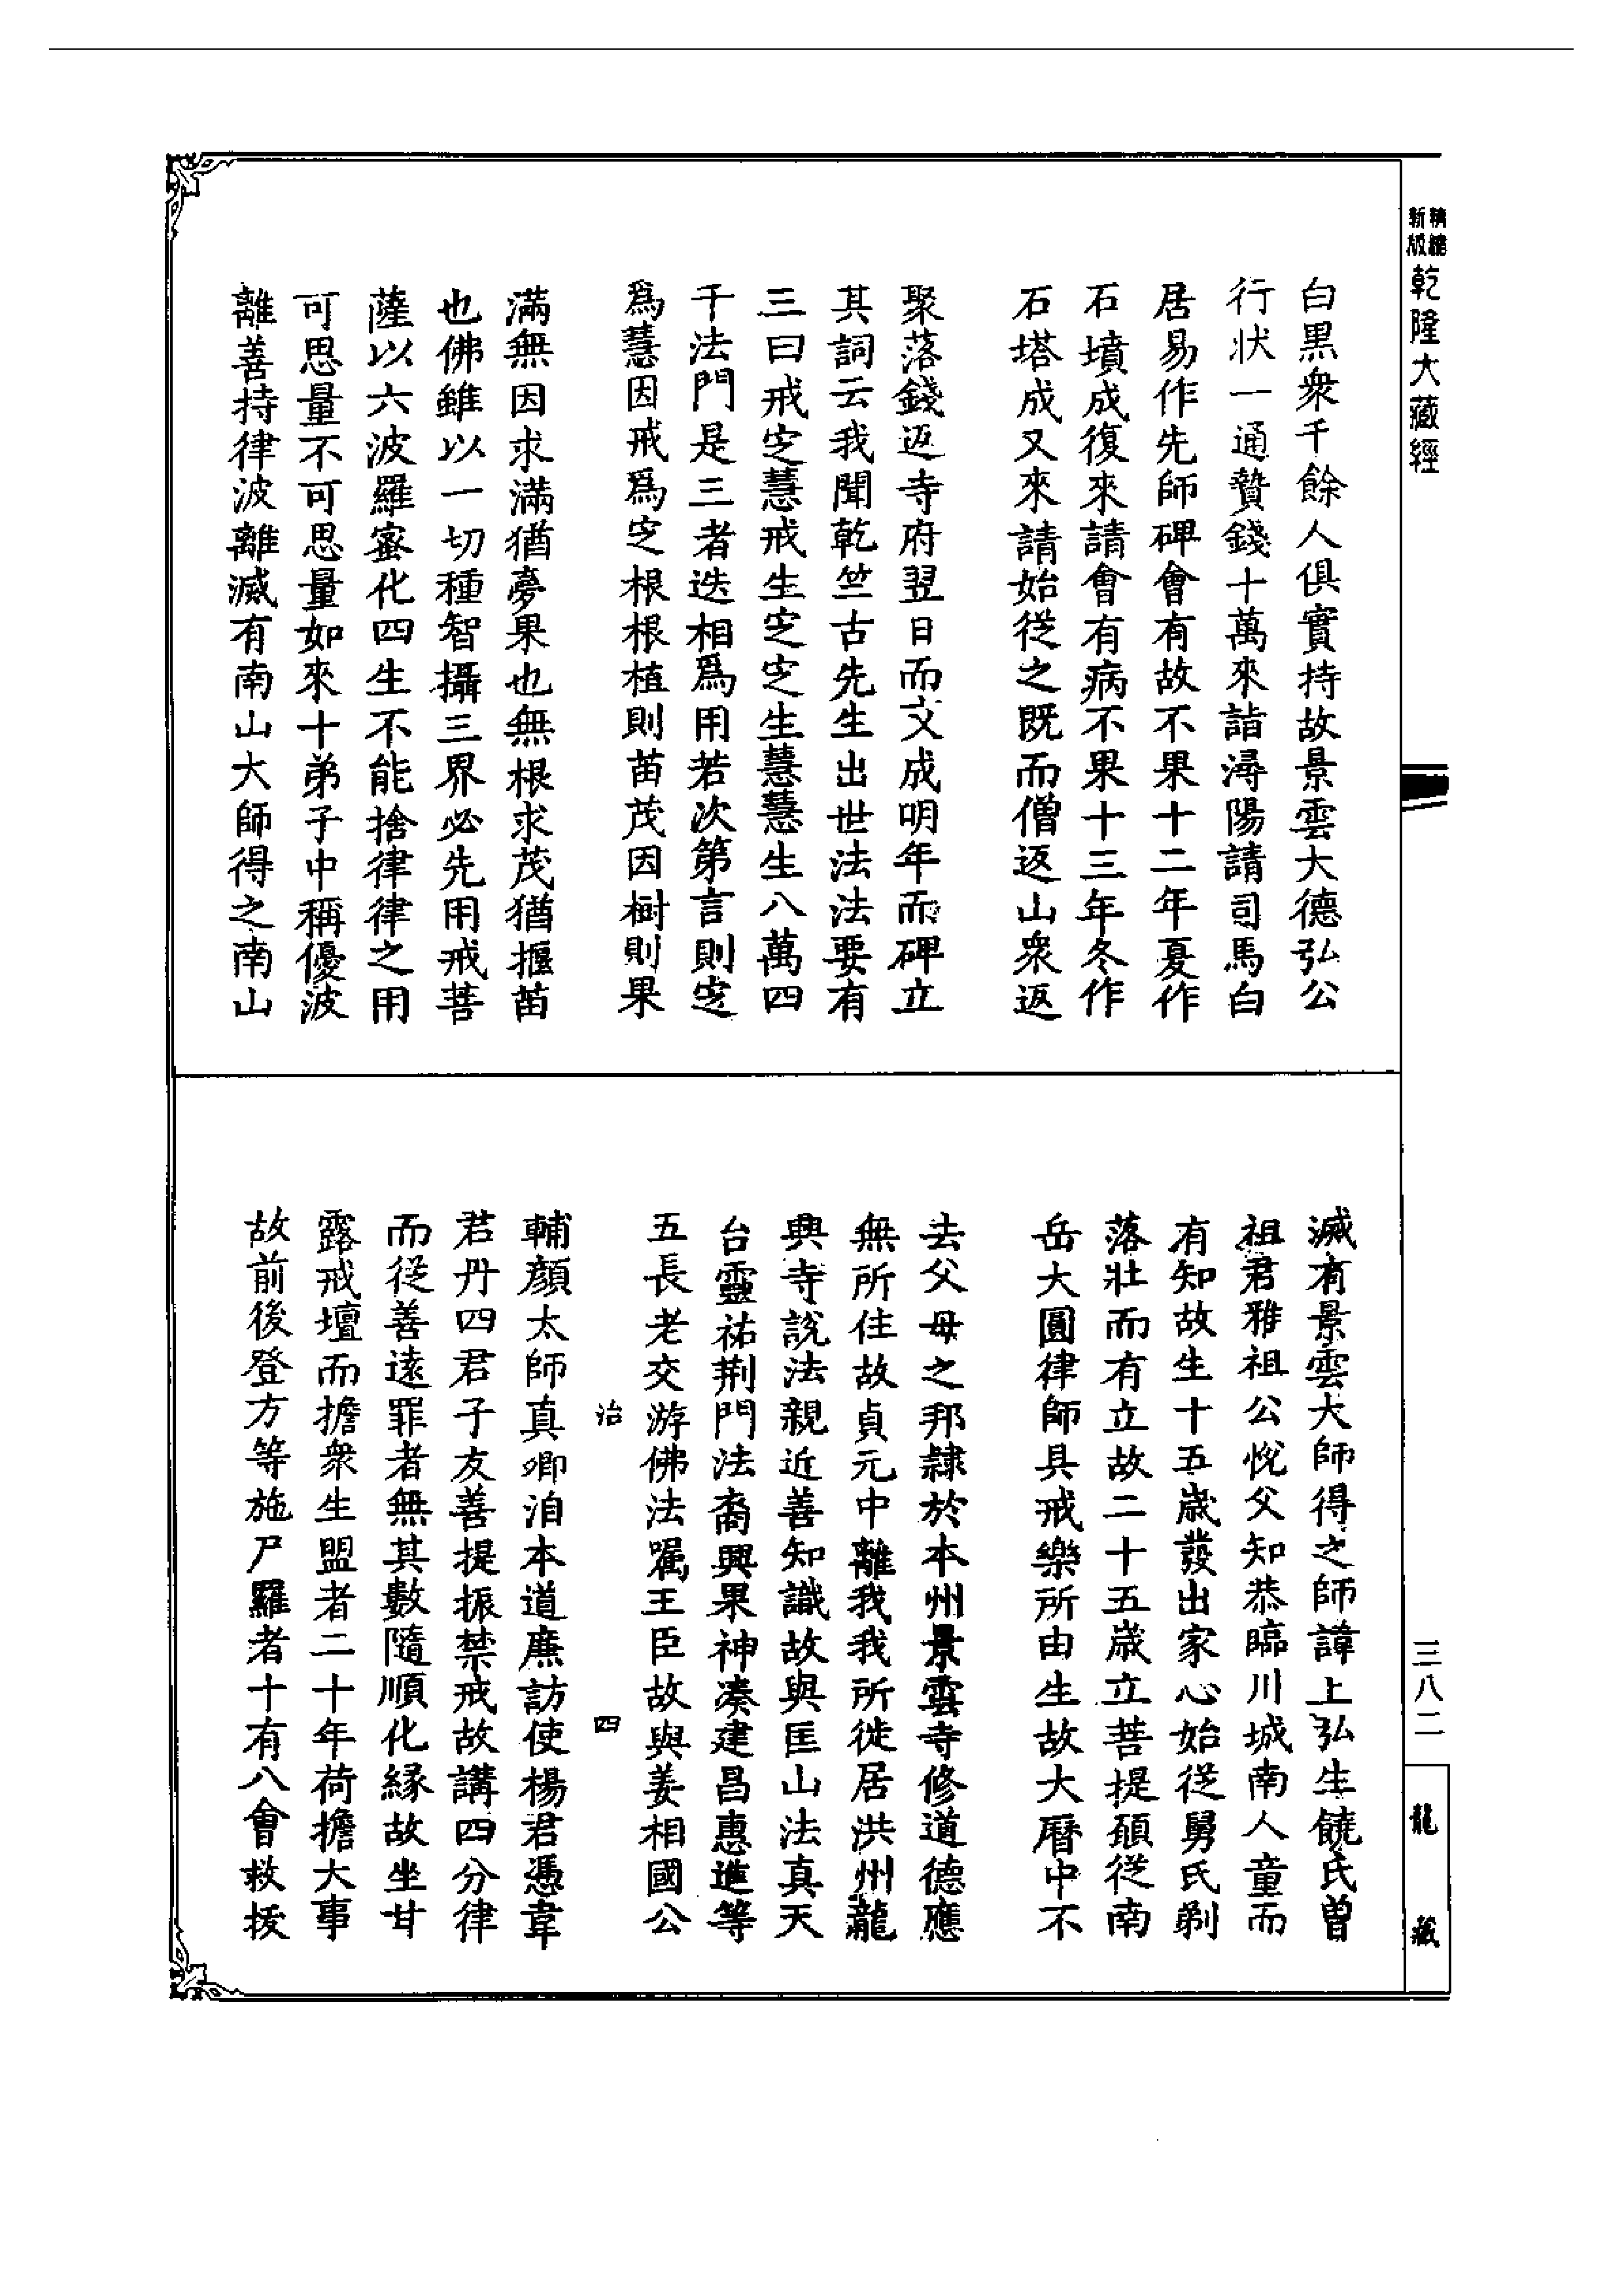 精縮
新版
乾隆大藏經
白黒衆千餘人俱實持故景雲大德弘公
行状一通贄錢十萬來詣潯陽請司馬白
居易作先師碑會有故不果十二年夏作
石墳成復來請會有病不果十三年冬作
石塔成又來請始從之既而僧返山衆返
聚落錢返寺府翌日而文成明年而碑立
其詞云我聞乾竺古先生出世法法要有
三曰戒㝎慧戒生㝎㝎生慧慧生八萬四
千法門是三者迭相爲用若次第言則㝎
爲慧因戒爲㝎根根植則苗茂因樹則果
滿無因求滿猶夢果也無根求茂猶揠苗
也佛雖以一切種智攝三界必先用戒菩
薩以六波羅蜜化四生不能捨律律之用
可思量不可思量如來十弟子中稱優波
離善持律波離滅有南山大師得之南山
滅有景雲大師得之師諱上弘生饒氏曽
祖君雅祖公悅父知恭臨川城南人童而
有知故生十五歲發出家心始從舅氏剃
落壯而有立故二十五歲立菩提願從南
岳大圓律師具戒樂所由生故大曆中不
去父母之邦隸於本州景雲寺修道德應
無所住故貞元中離我我所徙居洪州龍
興寺説法親近善知識故與匡山法真天
台靈祐荆門法裔興果神湊建昌惠進等
五長老交游佛法嘱王臣故與姜相國公
治
四
輔顔太師真卿洎本道廉訪使楊君憑韋
君丹四君子友善提振禁戒故講四分律
而從善逺罪者無其數隨順化縁故坐甘
露戒壇而擔衆生盟者二十年荷擔大事
故前後登方等施尸羅者十有八會救拔
三八二
龍
藏